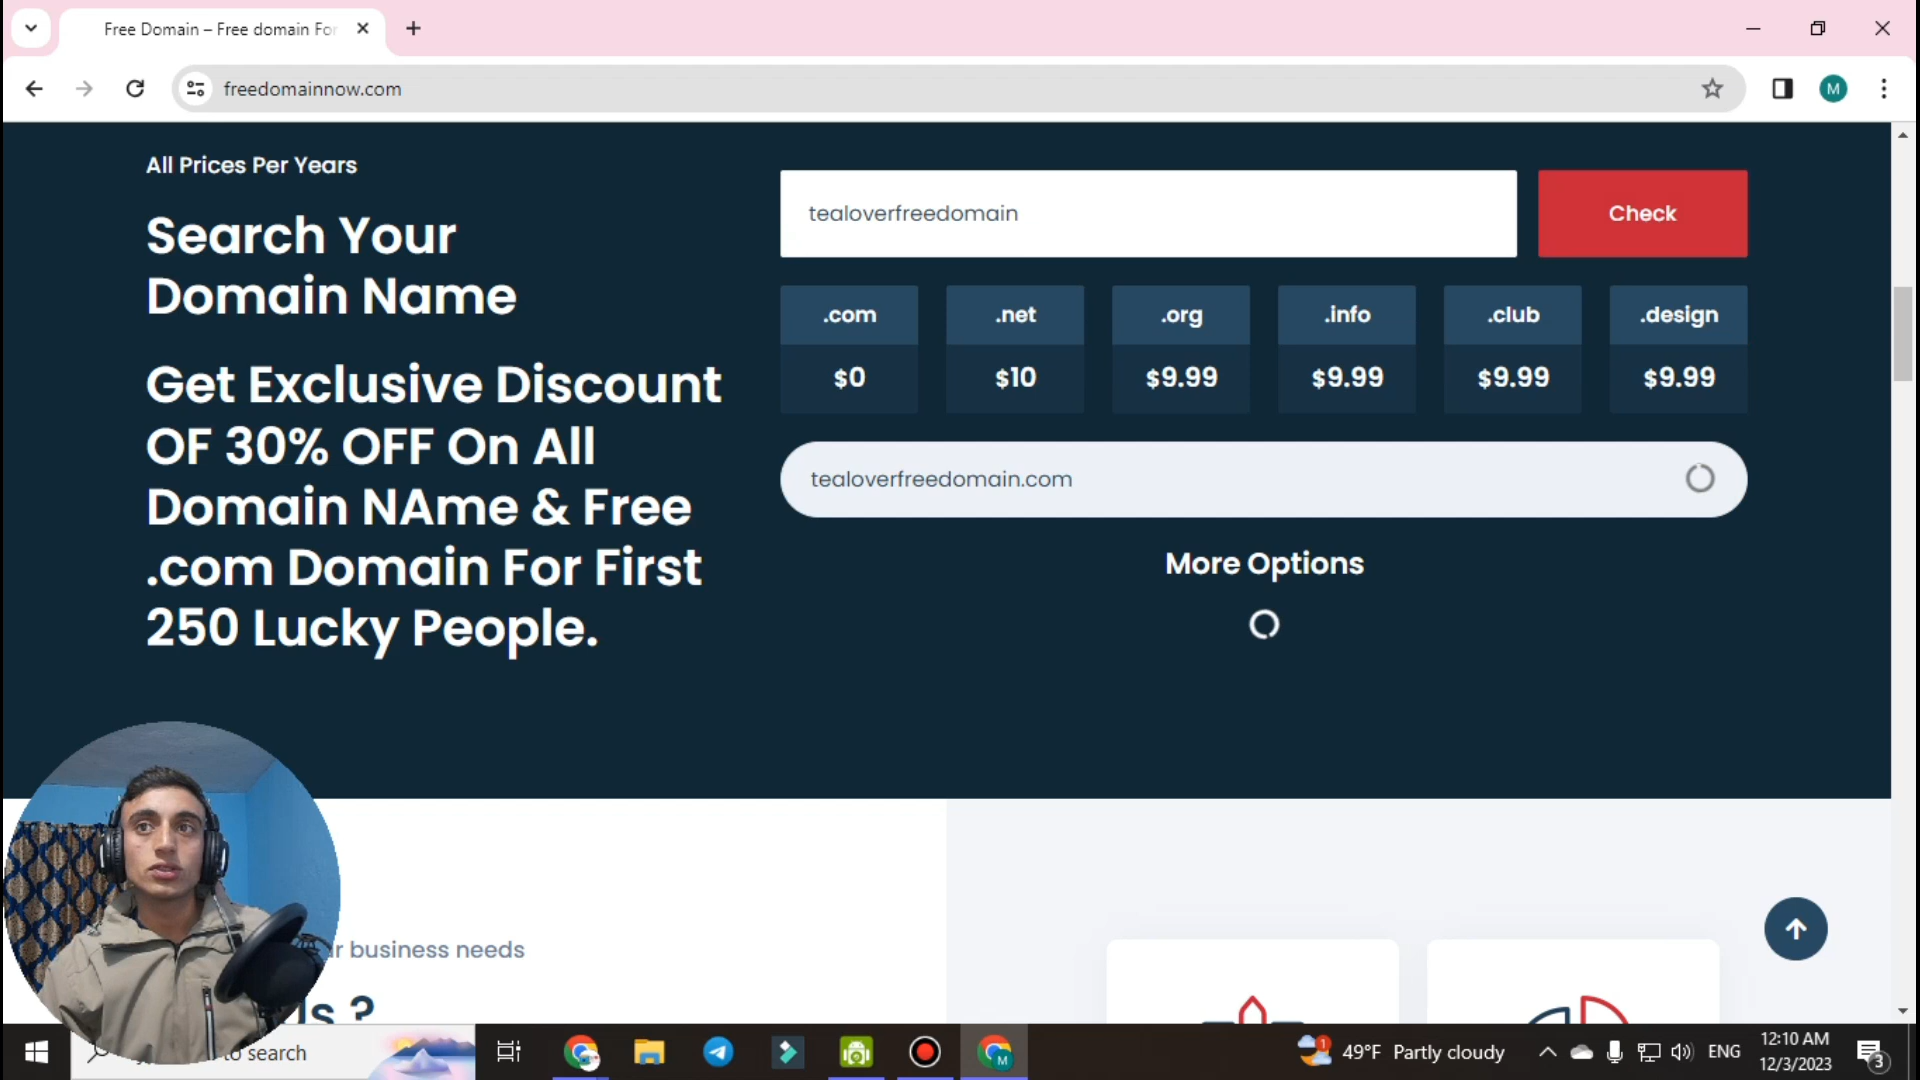 Free Domain – Free domain For
freedomainnow.com
M
All Prices Per Years
Search Your
Domain Name
Get Exclusive Discount
OF 30% OFF On All
Domain NAme & Free
.com Domain For First
250 Lucky People.
tealoverfreedomain
Check
.com
.net
.org
.info
.club
.design
$0
$10
$9.99
$9.99
$9.99
$9.99
tealoverfreedomain.com
More Options
business needs
?
to search
M
1
49°F Partly cloudy
ENG
12:10 AM
12/3/2023
3